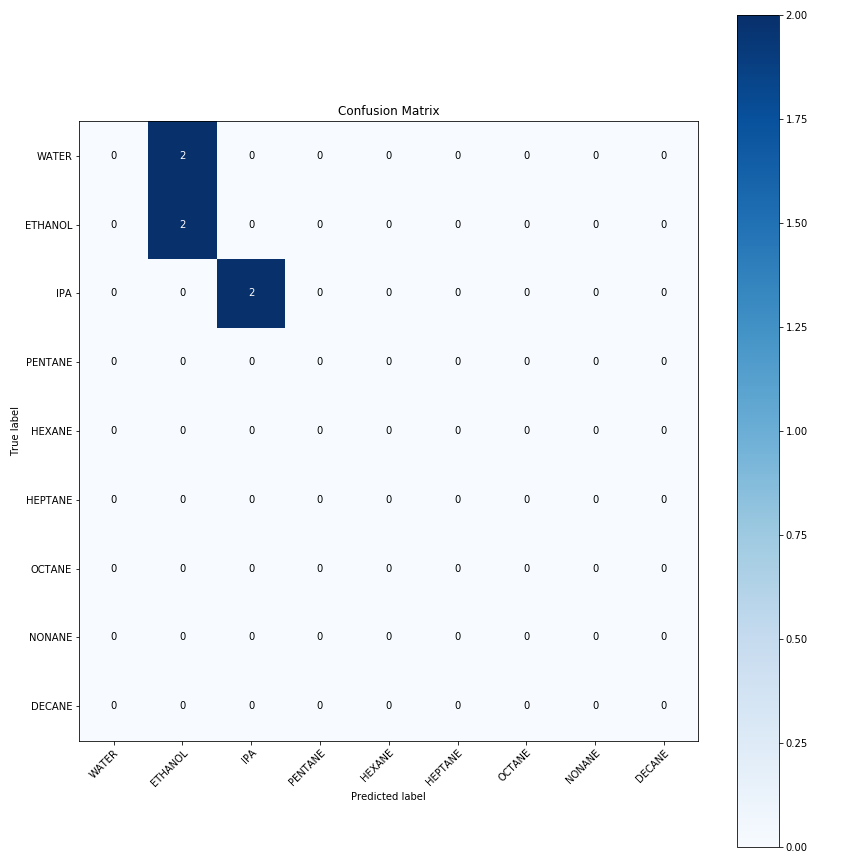 Confusion Matrix
WATER 0 2 0 0 0 0 0 0 0
ETHANOL 0 2 0 0 0 0 0 0 0
IPA 0 0 2 0 0 0 0 0 0
PENTANE 0 0 0 0 0 0 0 0 0
HEXANE 0 0 0 0 0 0 0 0 0
HEPTANE 0 0 0 0 0 0 0 0 0
OCTANE 0 0 0 0 0 0 0 0 0
NONANE 0 0 0 0 0 0 0 0 0
DECANE 0 0 0 0 0 0 0 0 0
True label
WATER ETHANOL IPA PENTANE HEXANE HEPTANE OCTANE NONANE DECANE
Predicted label
2.00
1.75
1.50
1.25
1.00
0.75
0.50
0.25
0.00